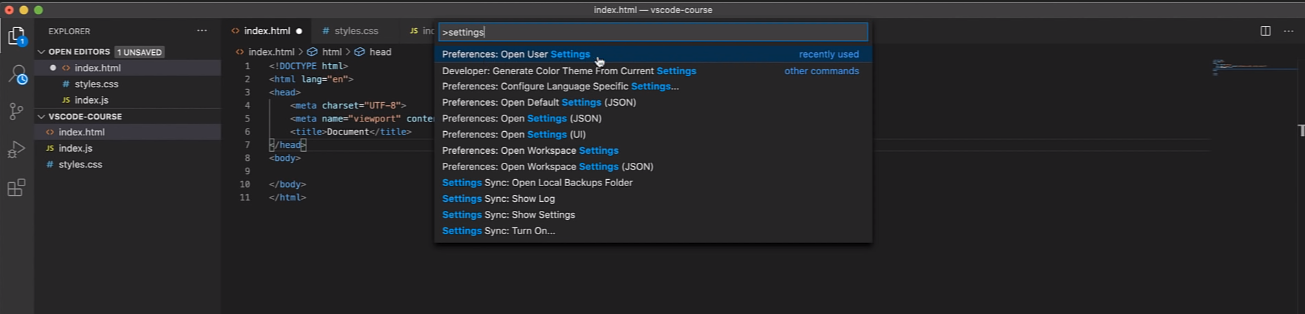 index.html — vscode-course
EXPLORER
OPEN EDITORS 1 UNSAVED
index.html
# styles.css
JS index.js
VSCODE-COURSE
index.html
JS index.js
# styles.css
1
index.html
# styles.css
JS
index.html > html > head
1 <!DOCTYPE html>
2 <html lang="en">
3 <head>
4 <meta charset="UTF-8">
5 <meta name="viewport"
6 <title>Document</title>
7 </head>
8 <body>
9
10 </body>
11 </html>
>settings
Preferences: Open User Settings recently used
Developer: Generate Color Theme From Current Settings other commands
Preferences: Configure Language Specific Settings...
Preferences: Open Default Settings (JSON)
Preferences: Open Settings (JSON)
Preferences: Open Settings (UI)
Preferences: Open Workspace Settings
Preferences: Open Workspace Settings (JSON)
Settings Sync: Open Local Backups Folder
Settings Sync: Show Log
Settings Sync: Show Settings
Settings Sync: Turn On...